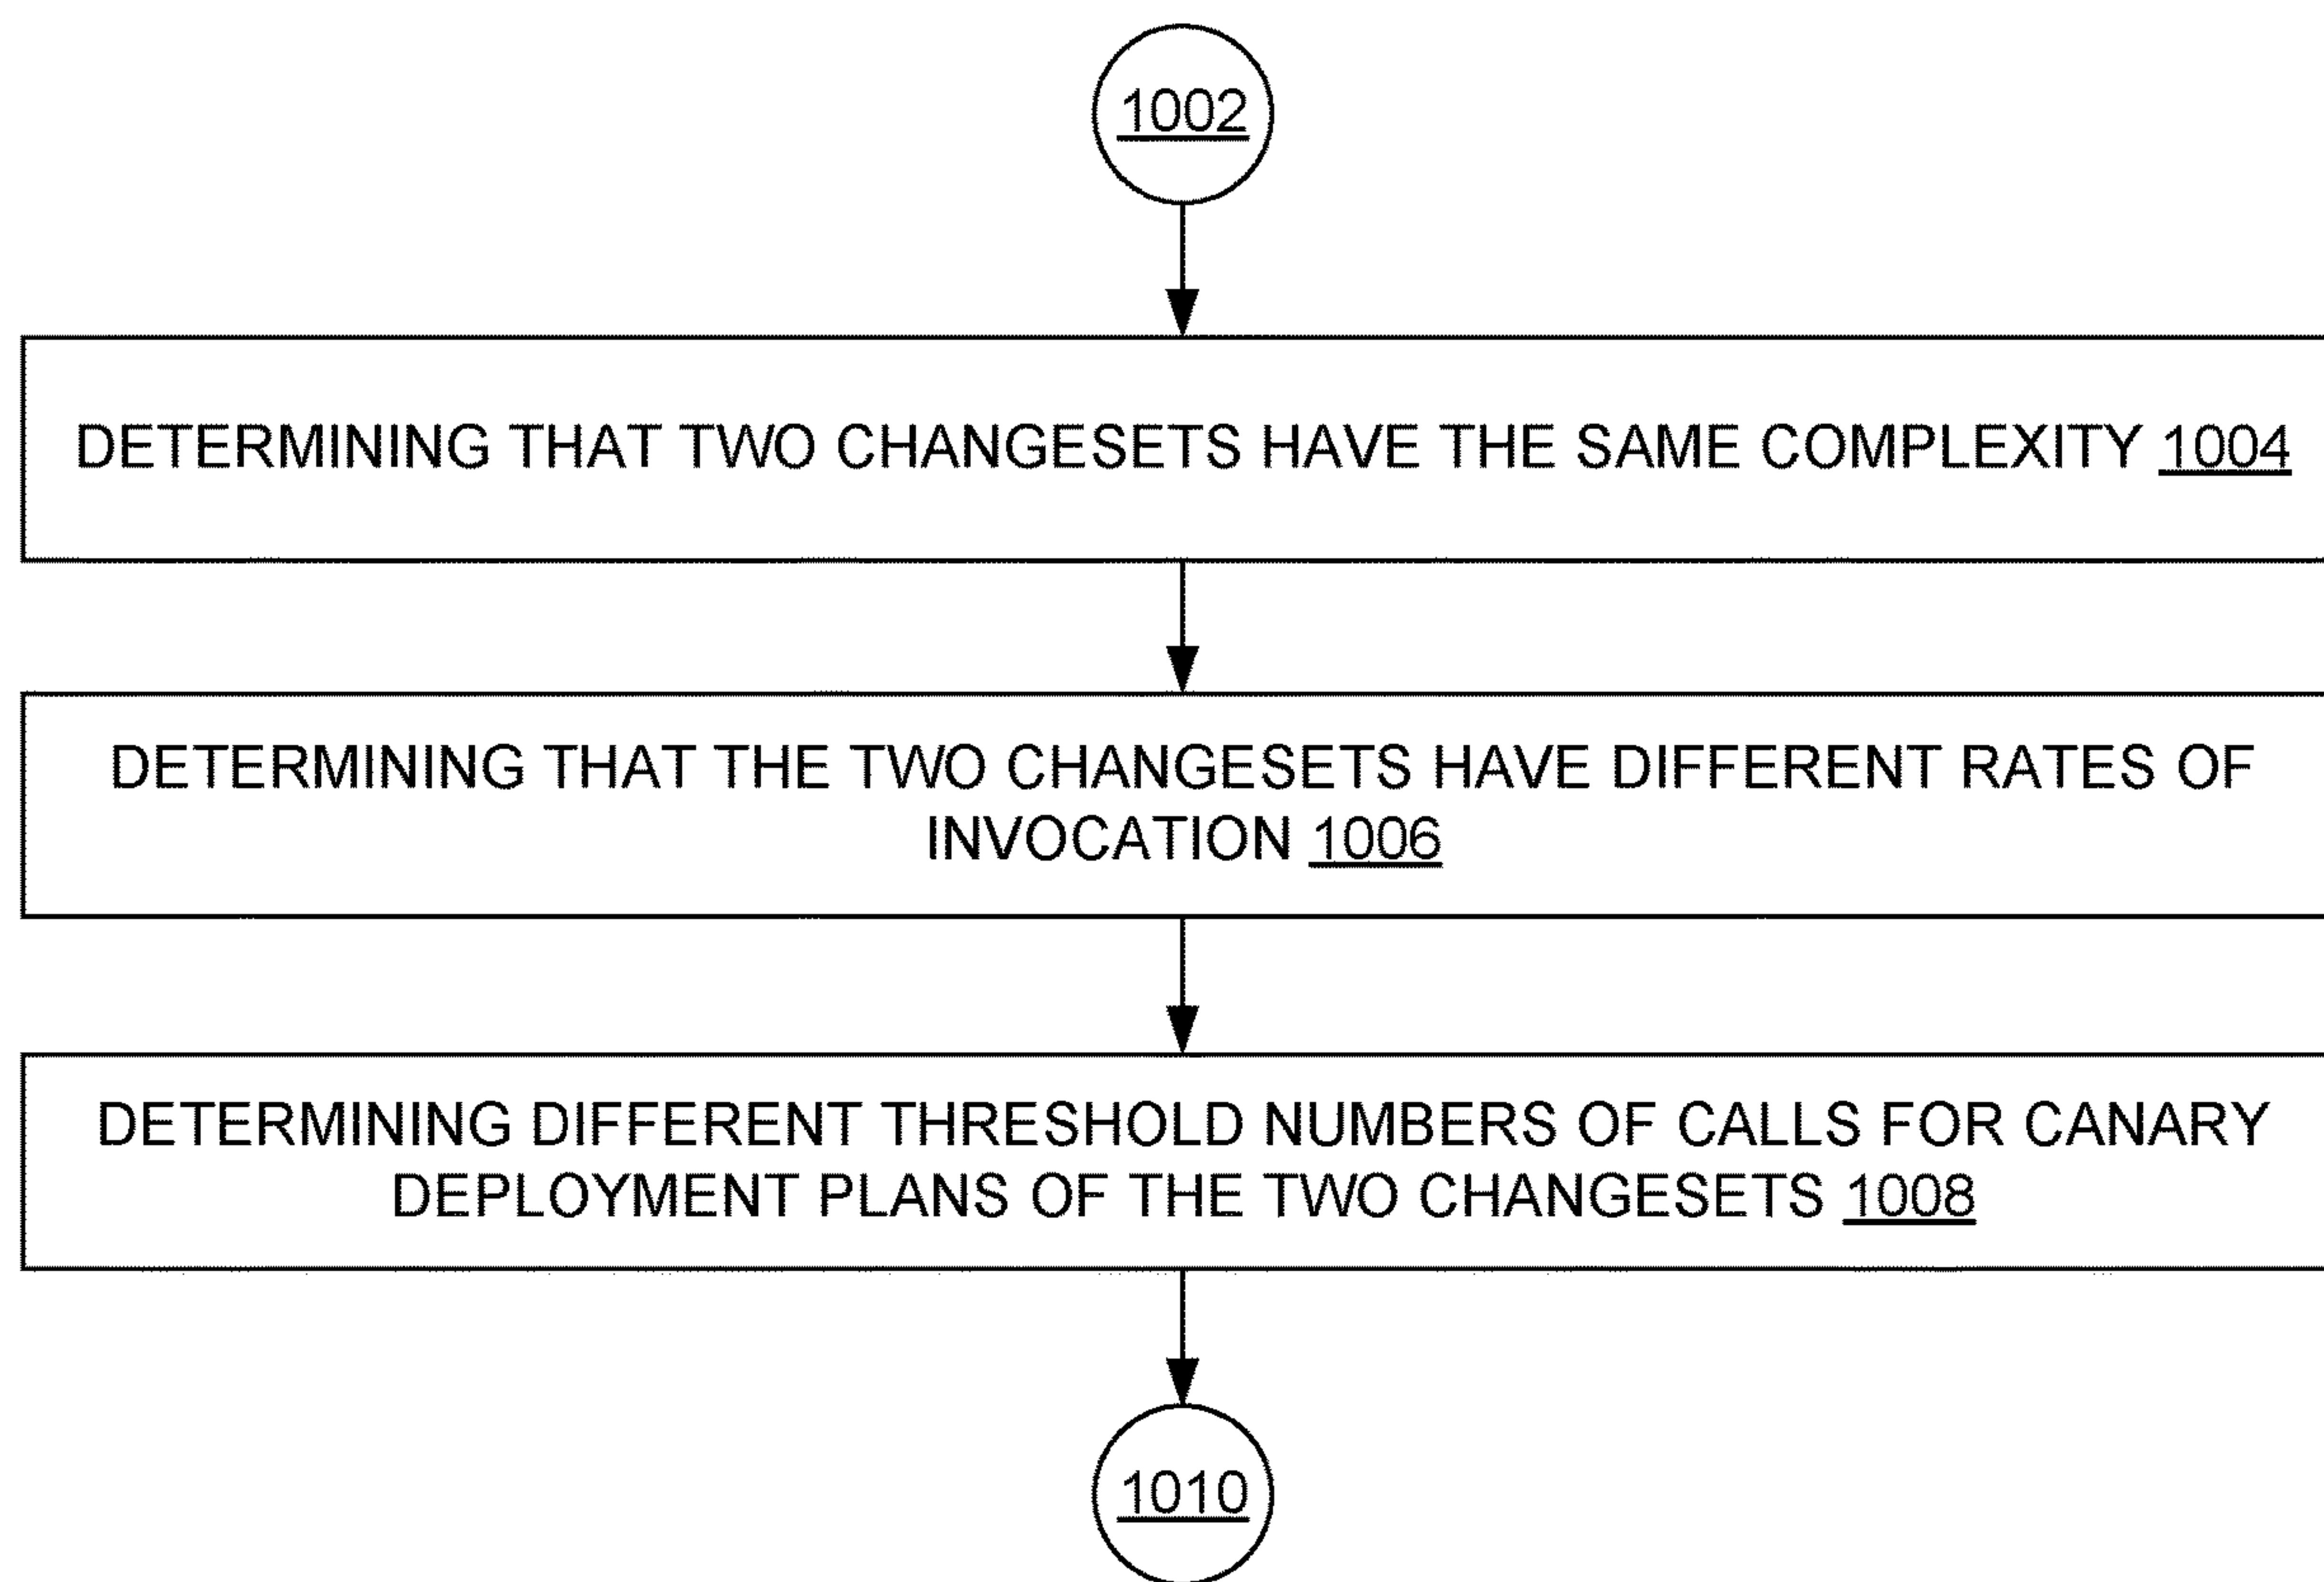 1002
DETERMINING THAT TWO CHANGESETS HAVE THE SAME COMPLEXITY 1004
DETERMINING THAT THE TWO CHANGESETS HAVE DIFFERENT RATES OF
INVOCATION 1006
DETERMINING DIFFERENT THRESHOLD NUMBERS OF CALLS FOR CANARY
DEPLOYMENT PLANS OF THE TWO CHANGESETS 1008
1010